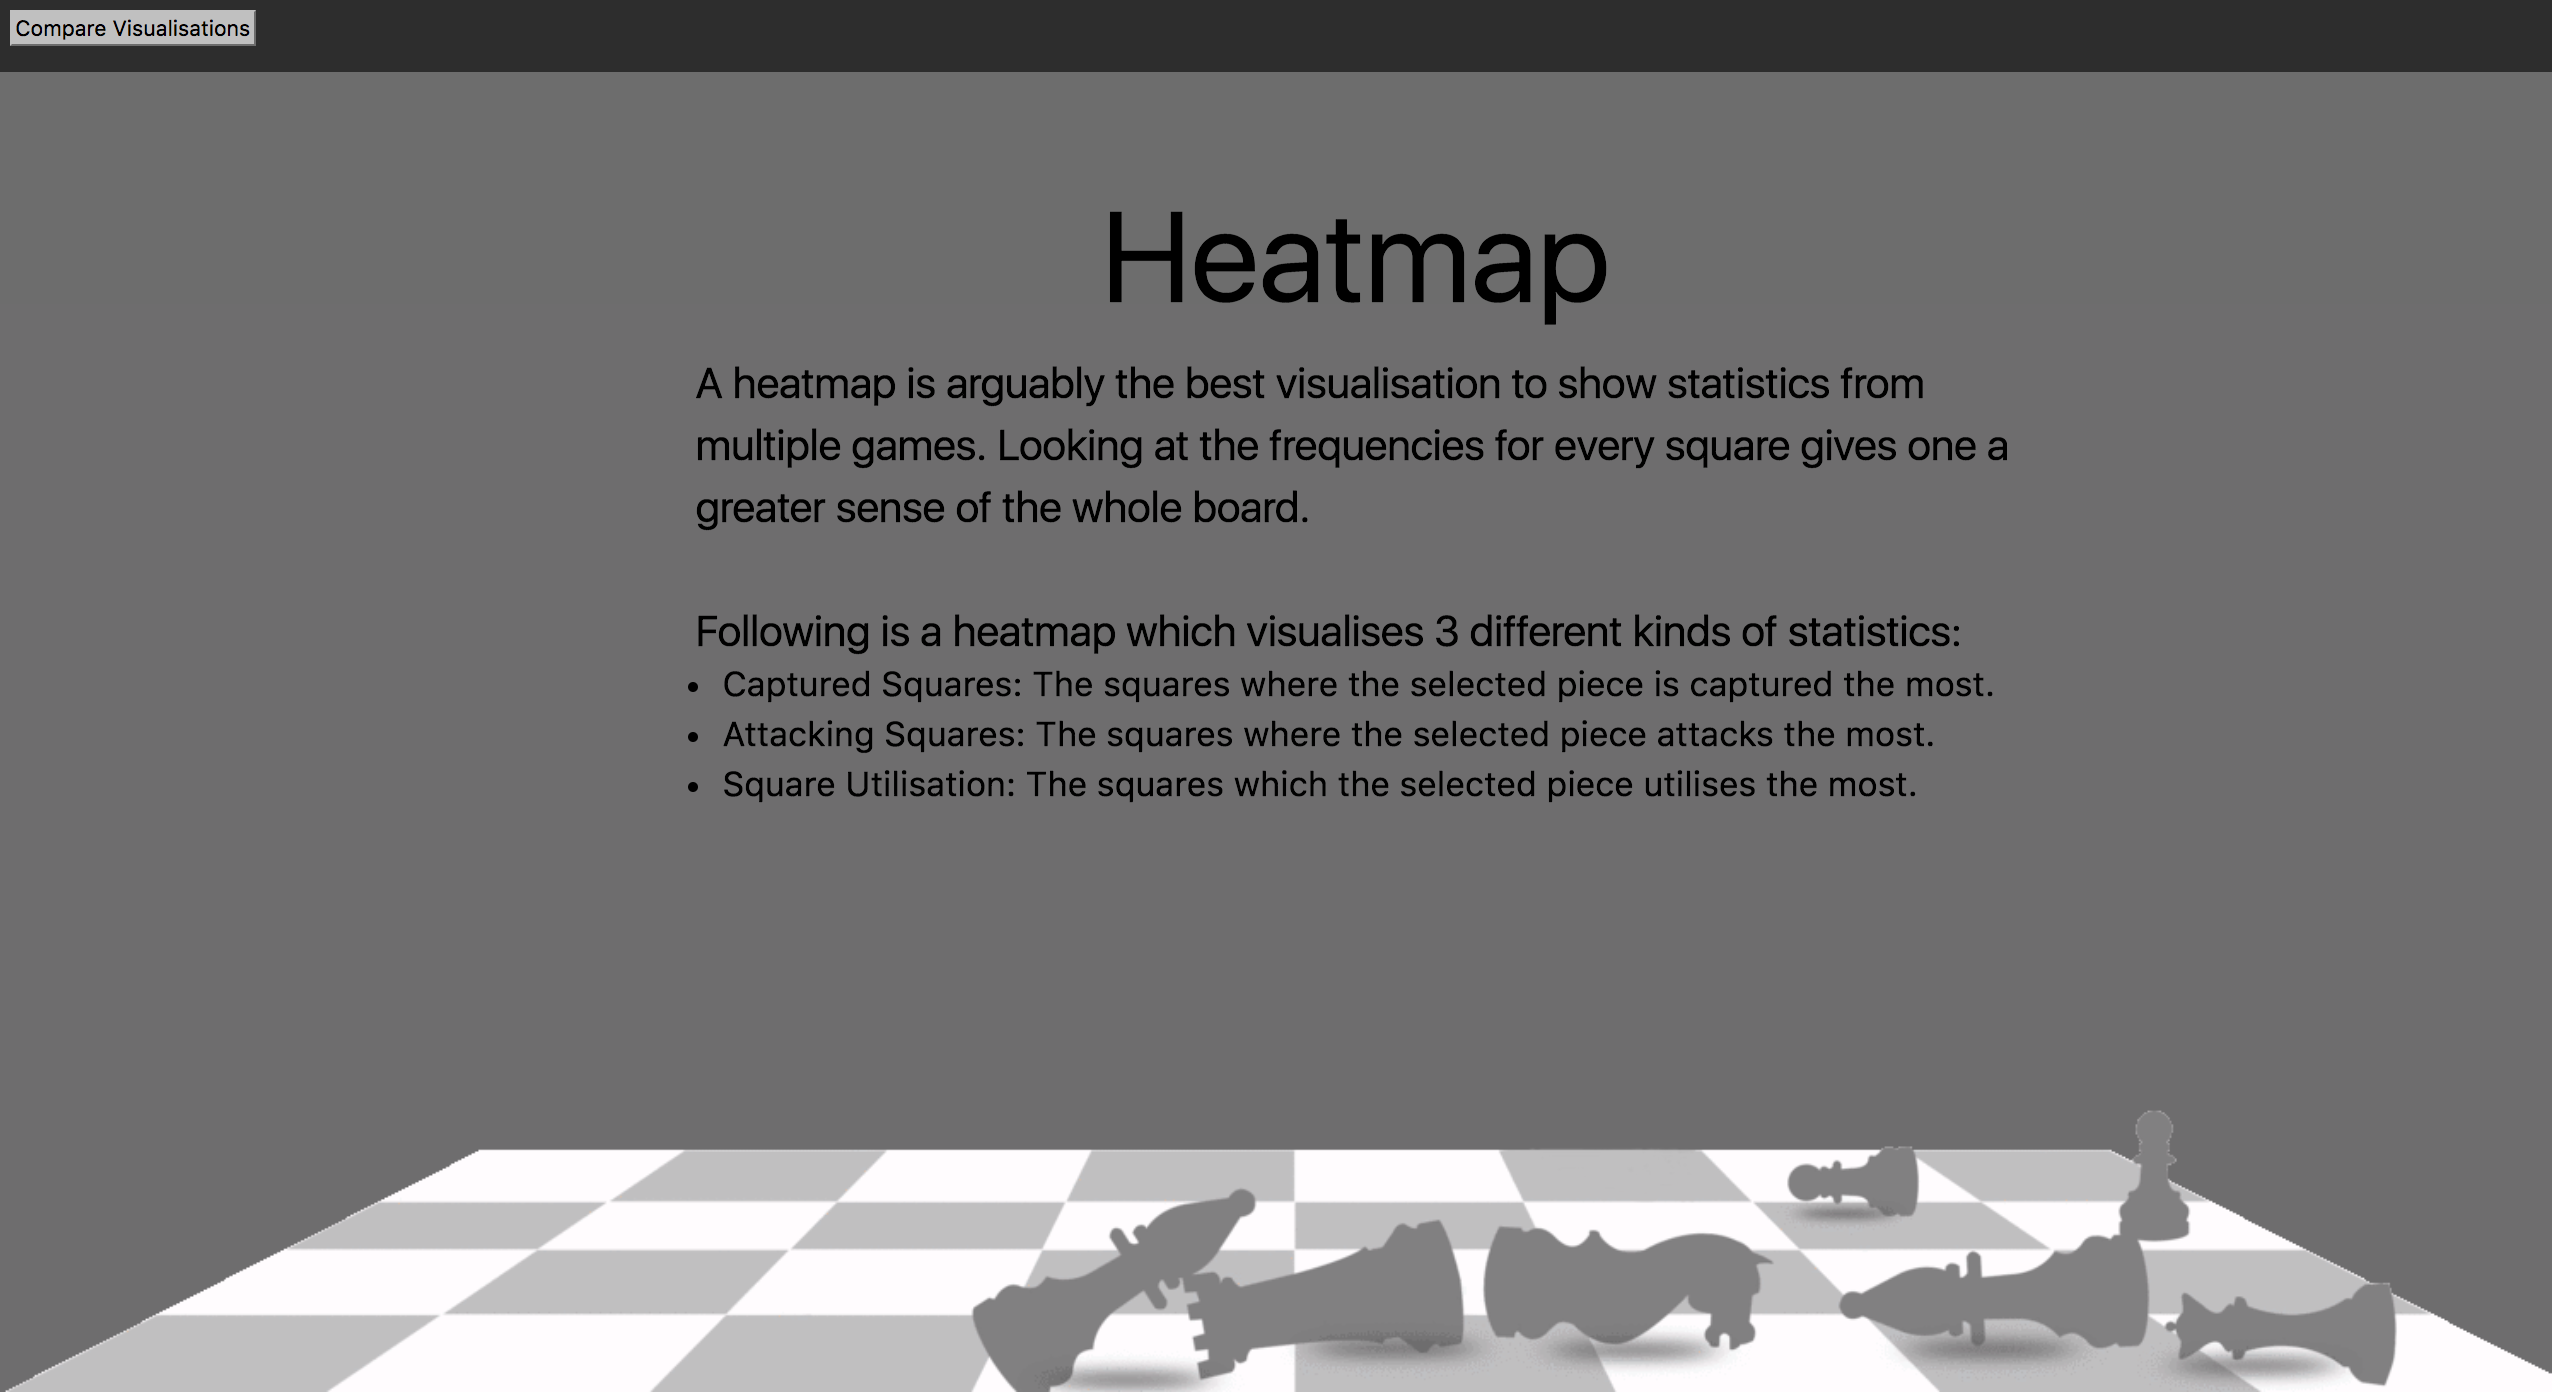 Compare Visualisations
Heatmap
A heatmap is arguably the best visualisation to show statistics from
multiple games. Looking at the frequencies for every square gives one a
greater sense of the whole board.
Following is a heatmap which visualises 3 different kinds of statistics:
• Captured Squares: The squares where the selected piece is captured the most.
• Attacking Squares: The squares where the selected piece attacks the most.
• Square Utilisation: The squares which the selected piece utilises the most.